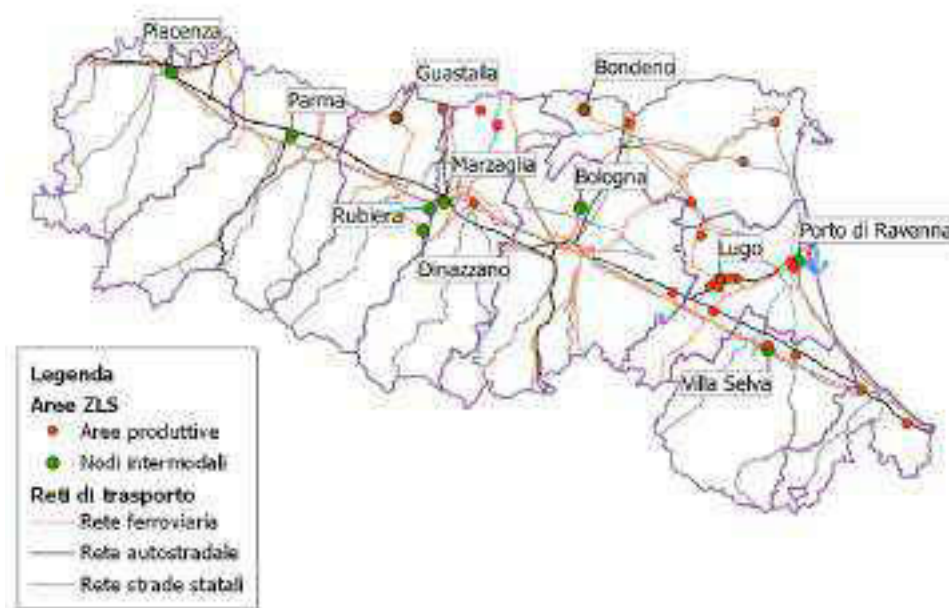 Piacenza
Guastalla
Bondeno
Parma
Marzaglia
Bologna
Rubiera
Porto di Ravenna
Lugo
Dinazzano
Villa Selva
Legenda
Aree ZLS
Aree produttive
Nodi intermodali
Reti di trasporto
Rete ferroviaria
Rete autostradale
Rete strade statali